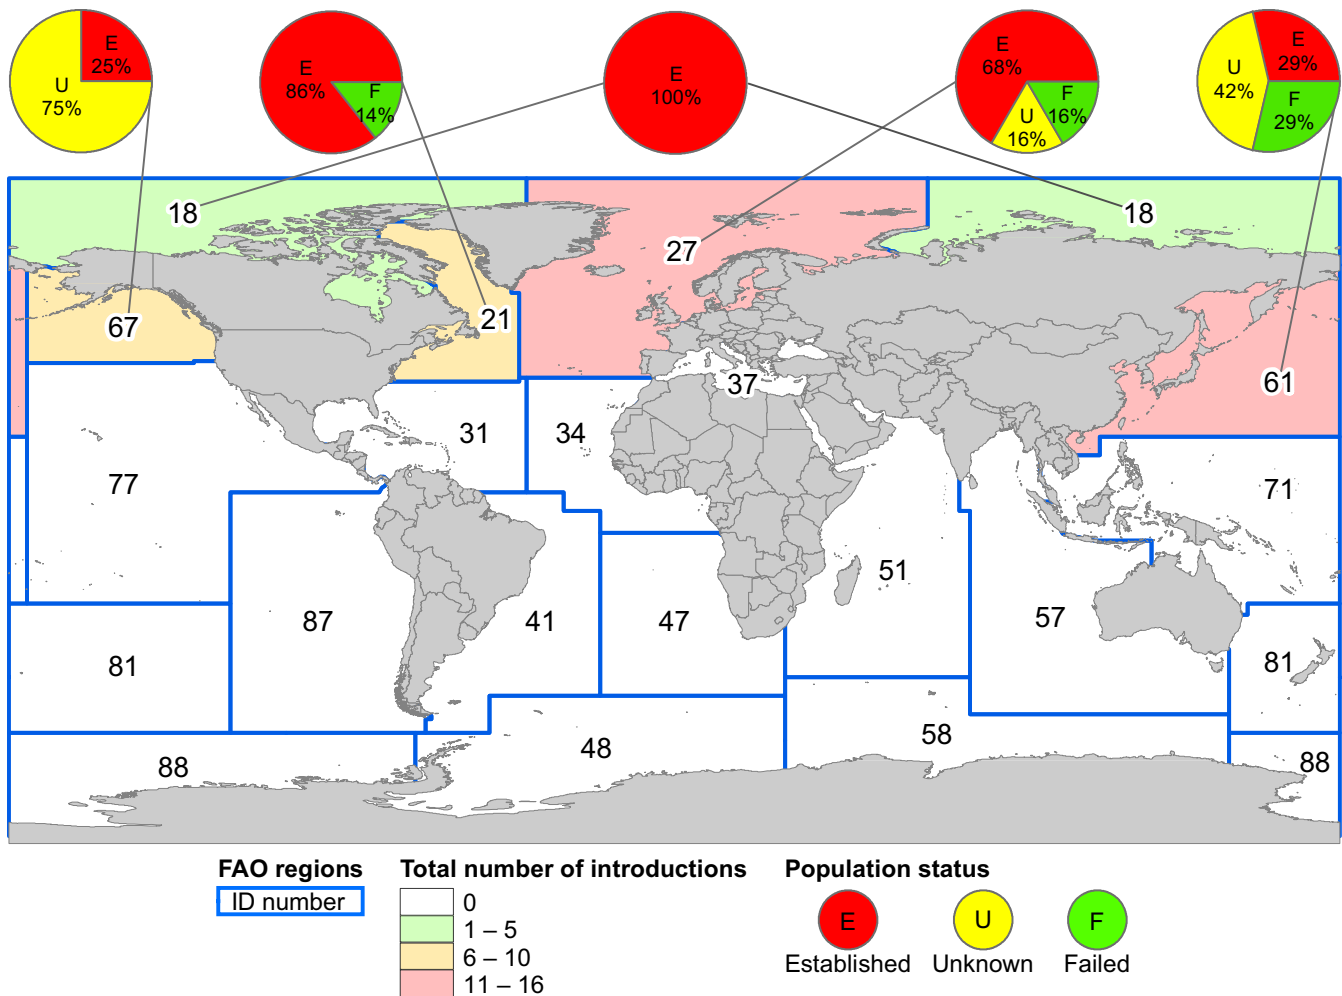 E
25%
U
75%
E
86%
F
14%
E
100%
E
68%
F
16%
U
16%
E
29%
U
42%
F
29%
18
18
27
67
21
61
37
31
34
77
71
51
87
41
47
57
81
81
48
58
88
88
FAO regions
ID number
Total number of introductions
0
1 – 5
6 – 10
11 – 16
Population status
E
U
F
Established
Unknown
Failed